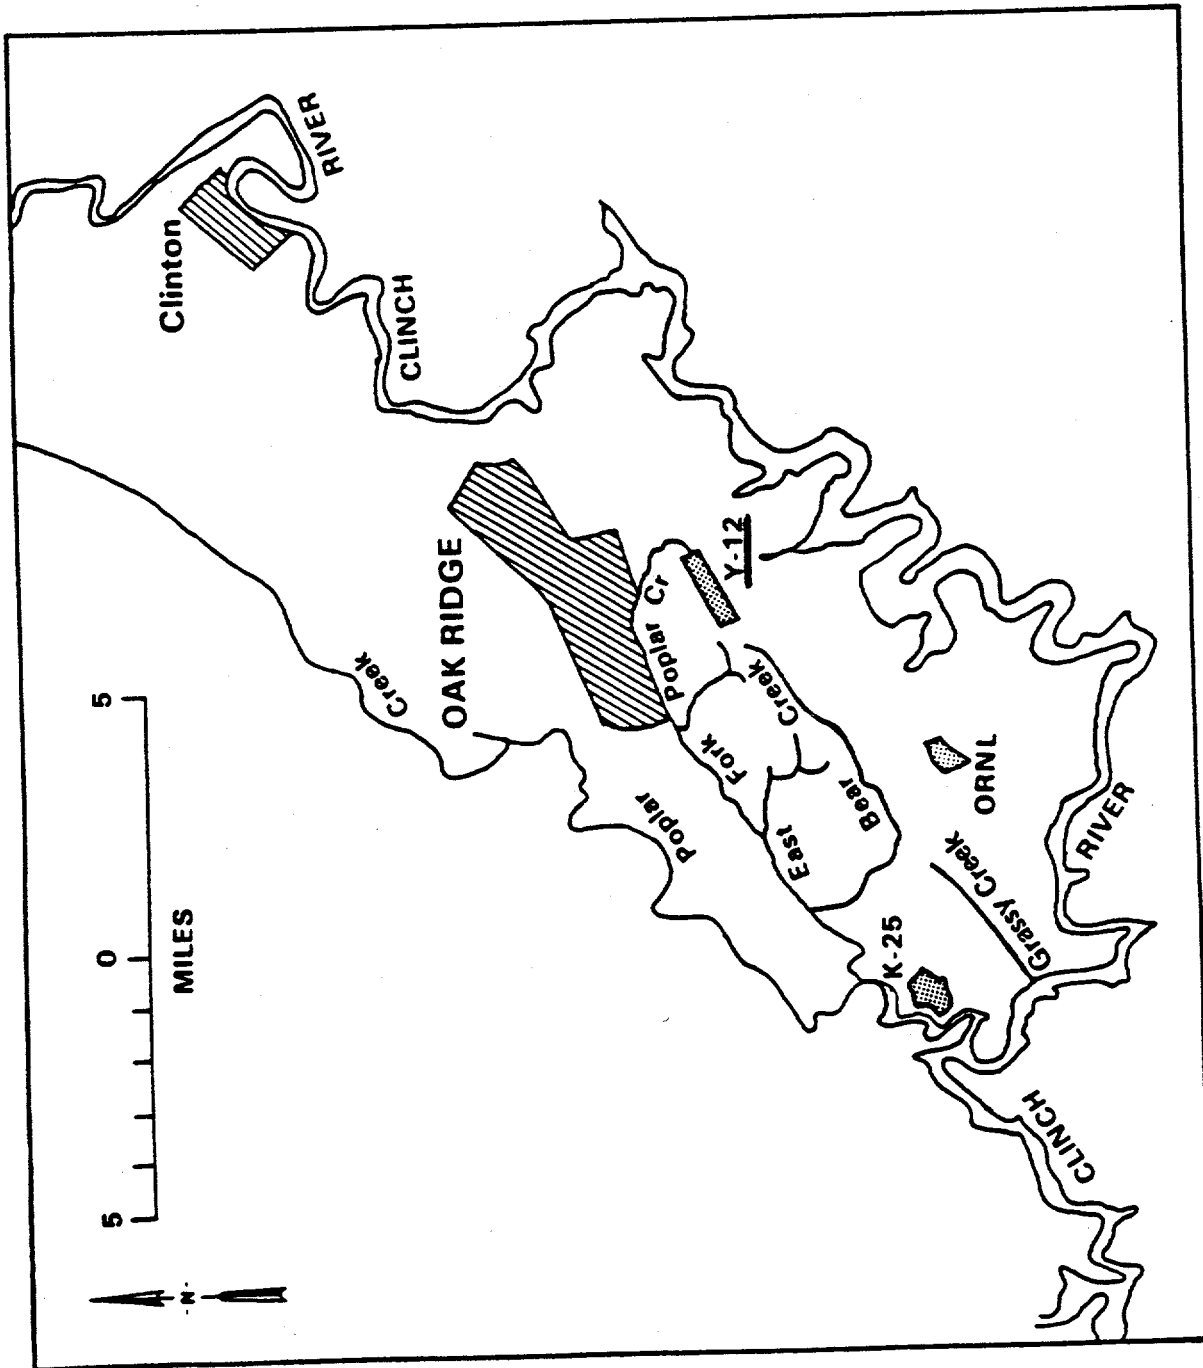 Clinton
RIVER
CLINCH
OAK RIDGE
Creek
Poplar
East Fork Poplar Cr
Y-12
Bear Creek
K-25
Grassy Creek
ORNL
RIVER
CLINCH
5 0 5
MILES
N